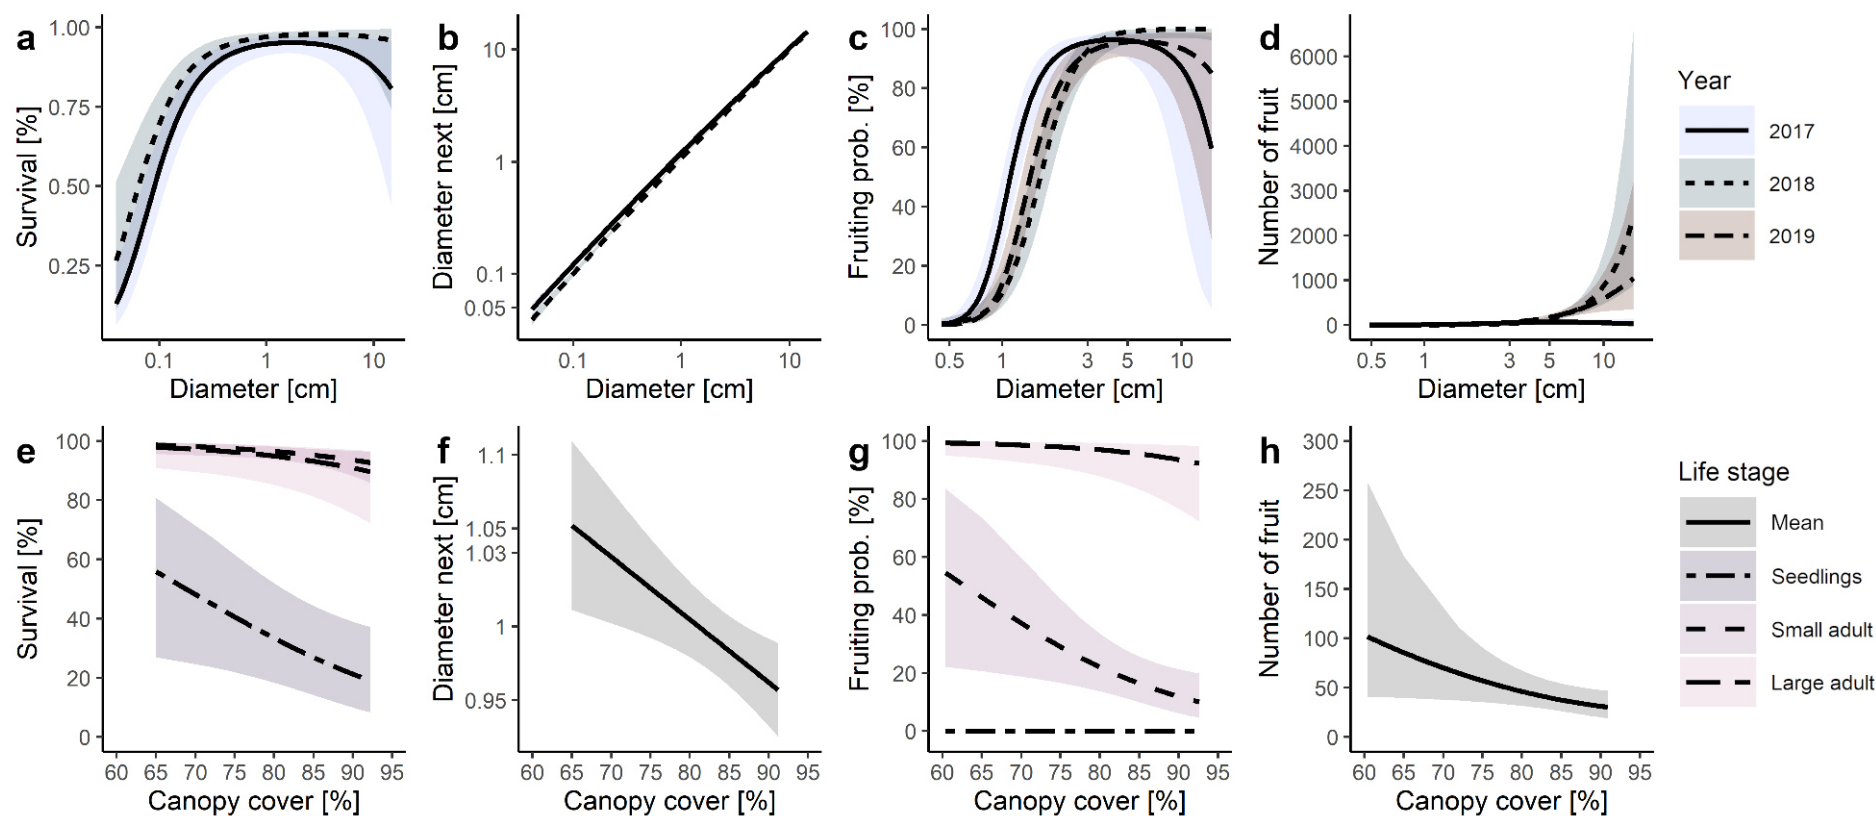 a
1.00
0.75
0.50
0.25
Survival [%]
0.1
1
10
Diameter [cm]
b
10
1
0.1
0.05
Diameter next [cm]
0.1
1
10
Diameter [cm]
c
100
80
60
40
20
0
Fruiting prob. [%]
0.5
1
3
5
10
Diameter [cm]
d
6000
5000
4000
3000
2000
1000
0
Number of fruit
0.5
1
3
5
10
Diameter [cm]
Year
2017
2018
2019
e
100
80
60
40
20
0
Survival [%]
60 65 70 75 80 85 90 95
Canopy cover [%]
f
1.1
1.05
1.03
1
0.95
Diameter next [cm]
60 65 70 75 80 85 90 95
Canopy cover [%]
g
100
80
60
40
20
0
Fruiting prob. [%]
60 65 70 75 80 85 90 95
Canopy cover [%]
h
300
250
200
150
100
50
0
Number of fruit
60 65 70 75 80 85 90 95
Canopy cover [%]
Life stage
Mean
Seedlings
Small adult
Large adult